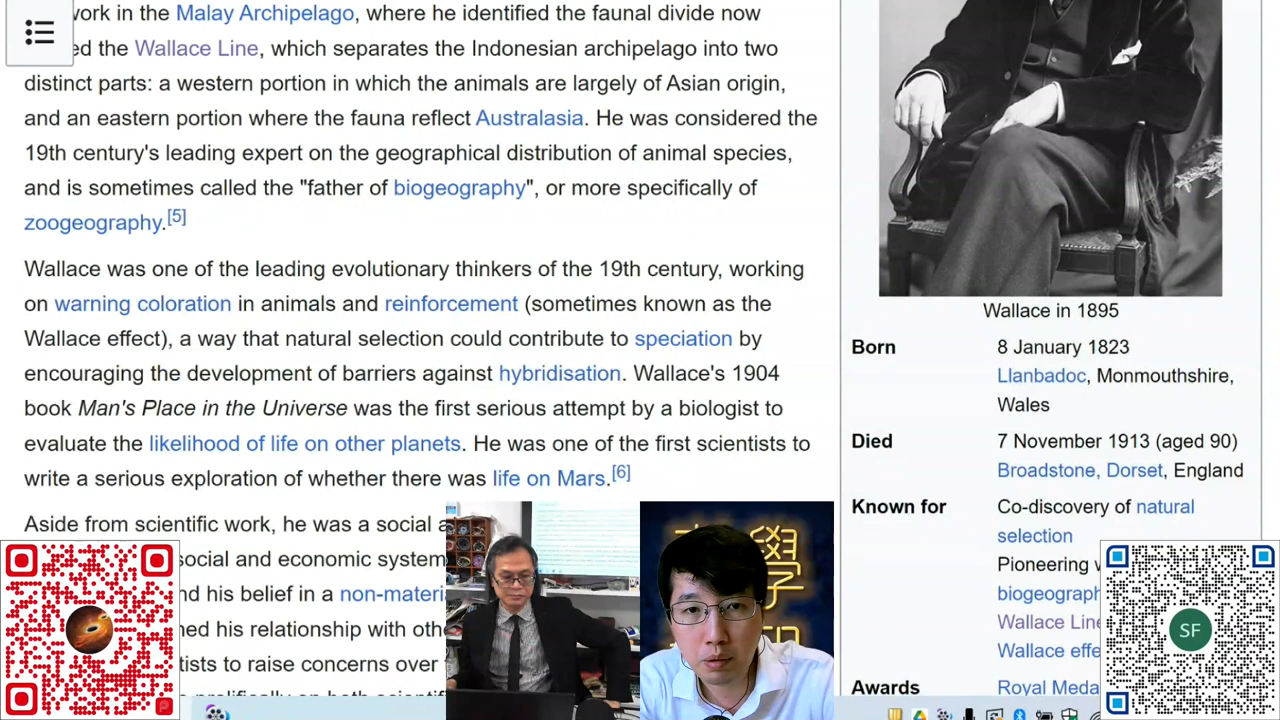 work in the Malay Archipelago, where he identified the faunal divide now
ed the Wallace Line, which separates the Indonesian archipelago into two
distinct parts: a western portion in which the animals are largely of Asian origin,
and an eastern portion where the fauna reflect Australasia. He was considered the
19th century's leading expert on the geographical distribution of animal species,
and is sometimes called the "father of biogeography", or more specifically of
zoogeography.[5]
Wallace was one of the leading evolutionary thinkers of the 19th century, working
on warning coloration in animals and reinforcement (sometimes known as the
Wallace effect), a way that natural selection could contribute to speciation by
encouraging the development of barriers against hybridisation. Wallace's 1904
book Man's Place in the Universe was the first serious attempt by a biologist to
evaluate the likelihood of life on other planets. He was one of the first scientists to
write a serious exploration of whether there was life on Mars.[6]
Aside from scientific work, he was a social a
social and economic system
nd his belief in a non-materi
ned his relationship with othe
tists to raise concerns over
Wallace in 1895
Born 8 January 1823
Llanbadoc, Monmouthshire,
Wales
Died 7 November 1913 (aged 90)
Broadstone, Dorset, England
Known for Co-discovery of natural
selection
Pioneering
biogeograph
Wallace Line
Wallace effe
Awards Royal Meda
學
子
SF